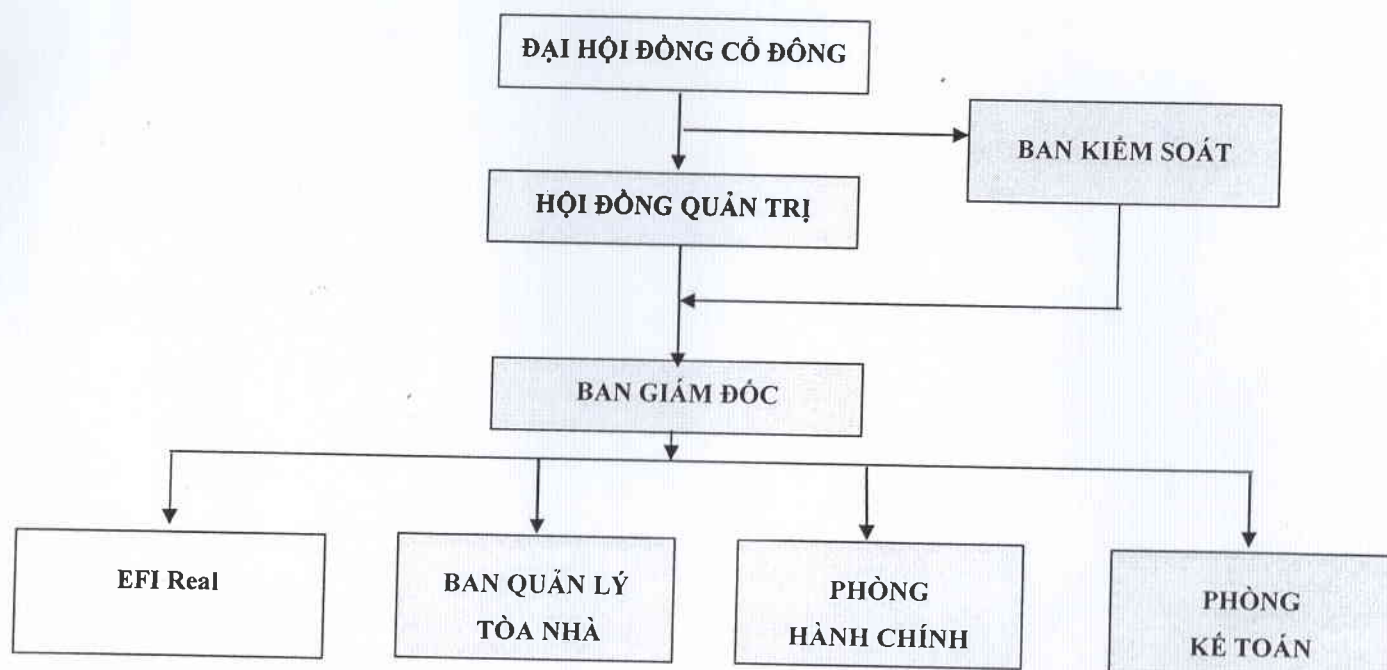 ĐẠI HỘI ĐỒNG CỔ ĐÔNG
BAN KIỂM SOÁT
HỘI ĐỒNG QUẢN TRỊ
BAN GIÁM ĐỐC
EFI Real
BAN QUẢN LÝ
TÒA NHÀ
PHÒNG
HÀNH CHÍNH
PHÒNG
KẾ TOÁN